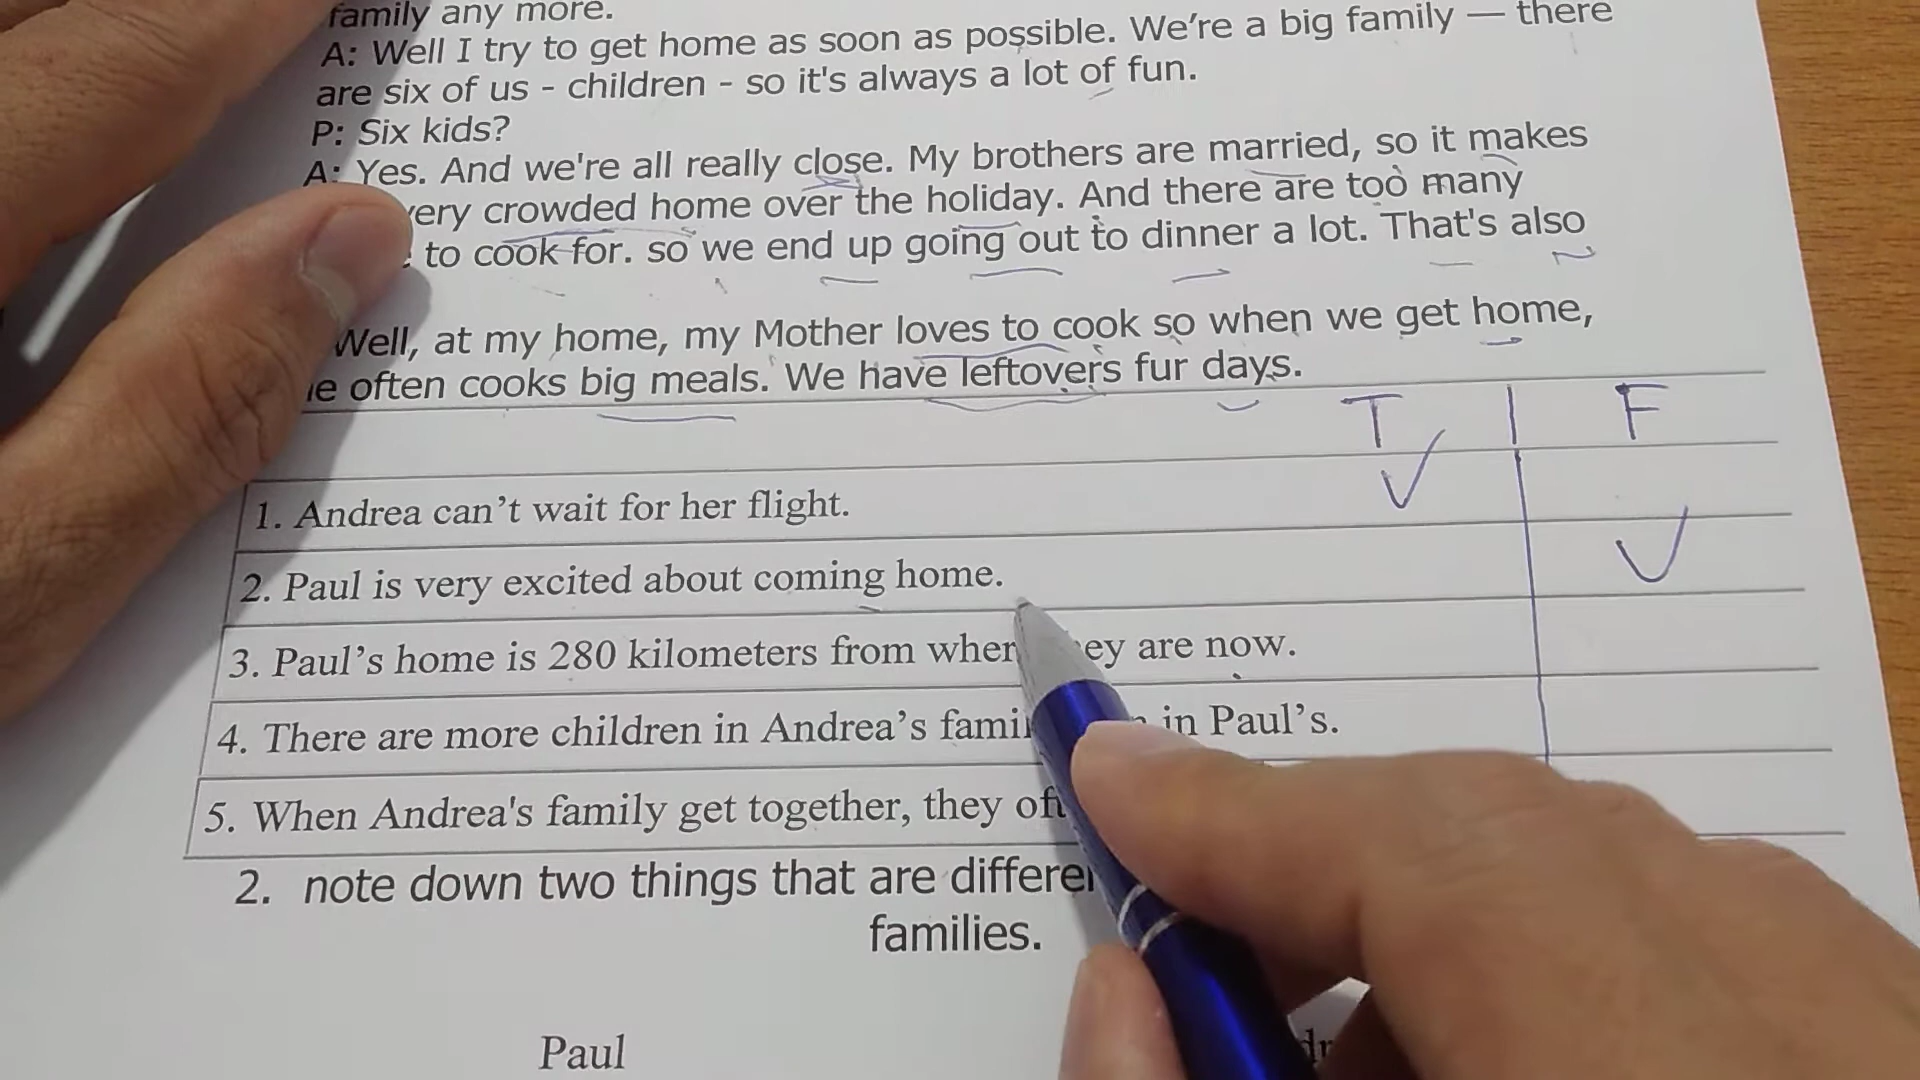 family any more.
A: Well I try to get home as soon as possible. We're a big family — there
are six of us - children - so it's always a lot of fun.
P: Six kids?
A: Yes. And we're all really close. My brothers are married, so it makes
very crowded home over the holiday. And there are too many
to cook for. so we end up going out to dinner a lot. That's also
Well, at my home, my Mother loves to cook so when we get home,
often cooks big meals. We have leftovers fur days.
T | F
1. Andrea can't wait for her flight. ✓
2. Paul is very excited about coming home. ✓
3. Paul's home is 280 kilometers from where they are now.
4. There are more children in Andrea's family in Paul's.
5. When Andrea's family get together, they
2. note down two things that are
families.
Paul